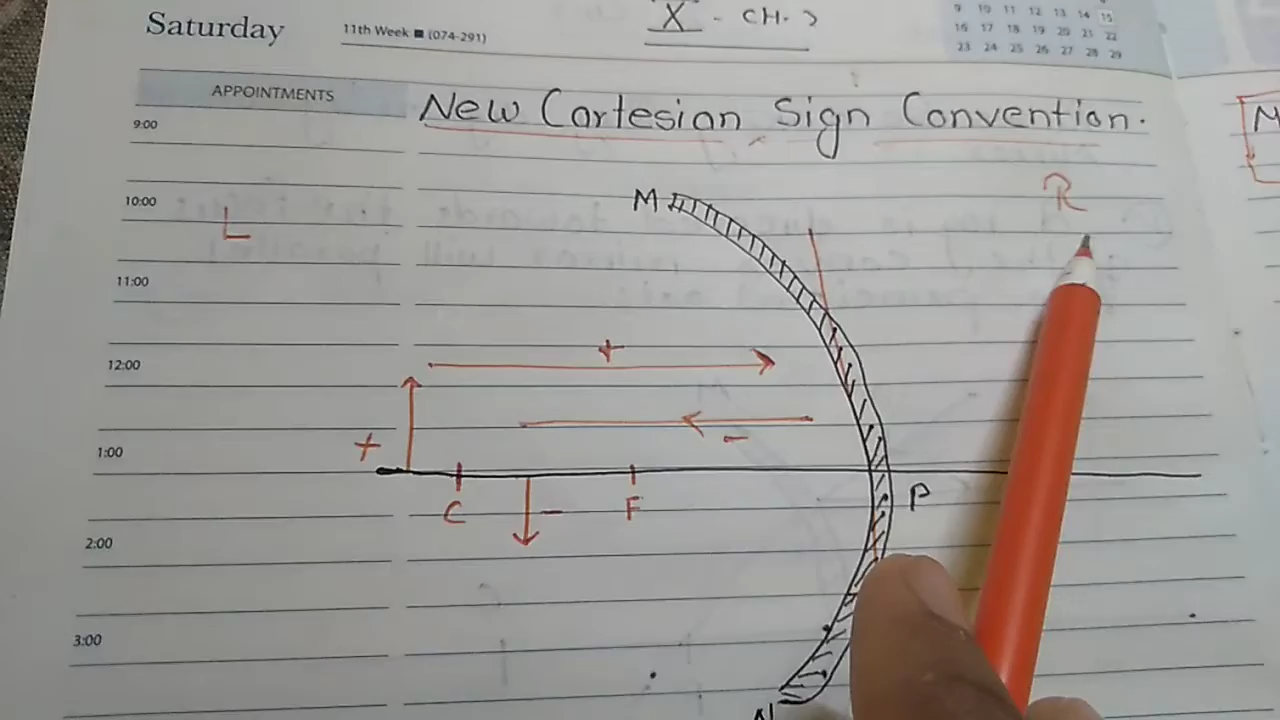 X - CH.
Saturday
11th Week ■ (074-291)
9 10 11 12 13 14 15
16 17 18 19 20 21 22
23 24 25 26 27 28 29
APPOINTMENTS
New Cartesian Sign Convention.
M
9:00
M
R
10:00
L
11:00
12:00
+
-
+
1:00
C
-
F
P
2:00
3:00
N